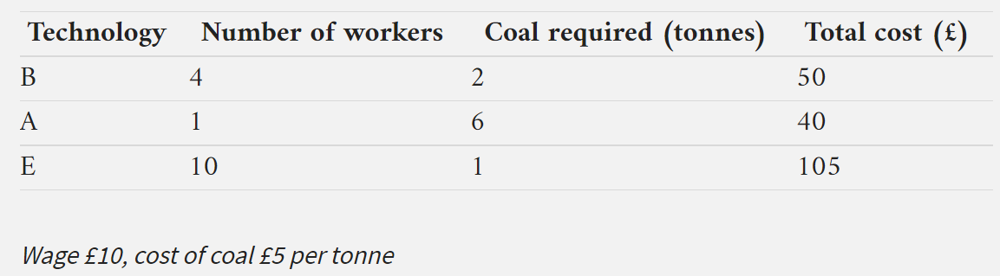 Technology Number of workers Coal required (tonnes) Total cost (£)
B 4 2 50
A 1 6 40
E 10 1 105
Wage £10, cost of coal £5 per tonne